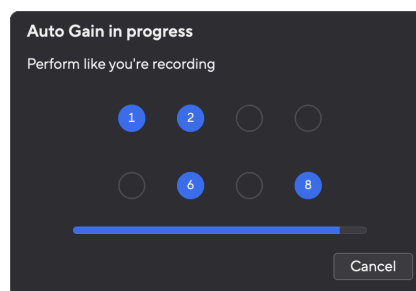 Auto Gain in progress
Perform like you're recording
1 2
6 8
Cancel